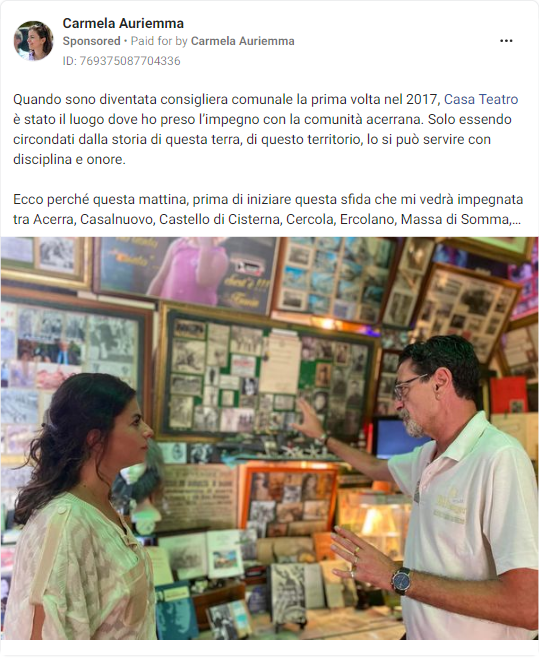 Carmela Auriemma
Sponsored • Paid for by Carmela Auriemma
ID: 769375087704336
Quando sono diventata consigliera comunale la prima volta nel 2017, Casa Teatro
è stato il luogo dove ho preso l’impegno con la comunità acerrana. Solo essendo
circondati dalla storia di questa terra, di questo territorio, lo si può servire con
disciplina e onore.
Ecco perché questa mattina, prima di iniziare questa sfida che mi vedrà impegnata
tra Acerra, Casalnuovo, Castello di Cisterna, Cercola, Ercolano, Massa di Somma,...